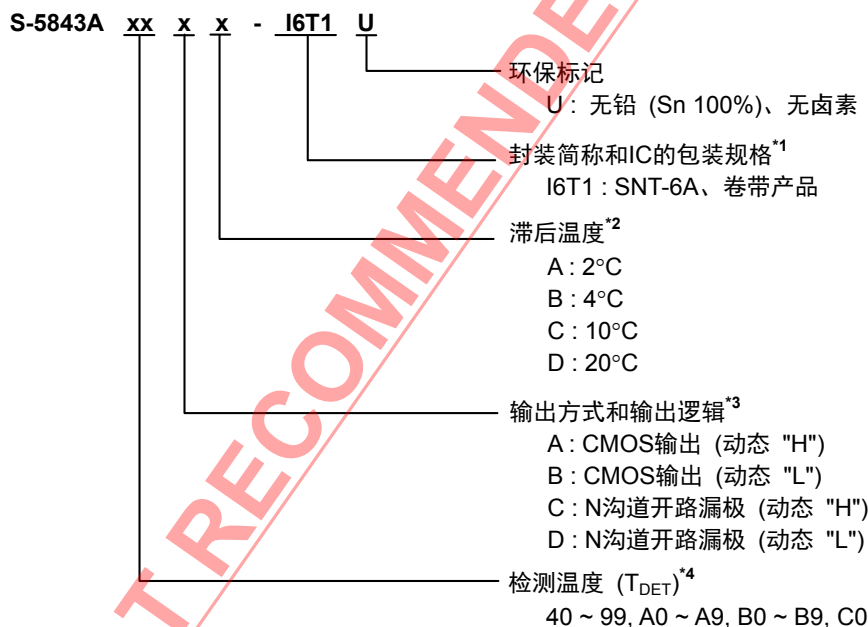 S-5843A xx x x - I6T1 U
环保标记
U : 无铅 (Sn 100%)、无卤素
封装简称和IC的包装规格*1
I6T1 : SNT-6A、卷带产品
滞后温度*2
A : 2°C
B : 4°C
C : 10°C
D : 20°C
输出方式和输出逻辑*3
A : CMOS输出 (动态 "H")
B : CMOS输出 (动态 "L")
C : N沟道开路漏极 (动态 "H")
D : N沟道开路漏极 (动态 "L")
检测温度 (TDET)*4
40 ~ 99, A0 ~ A9, B0 ~ B9, C0
T RECOMMENDE